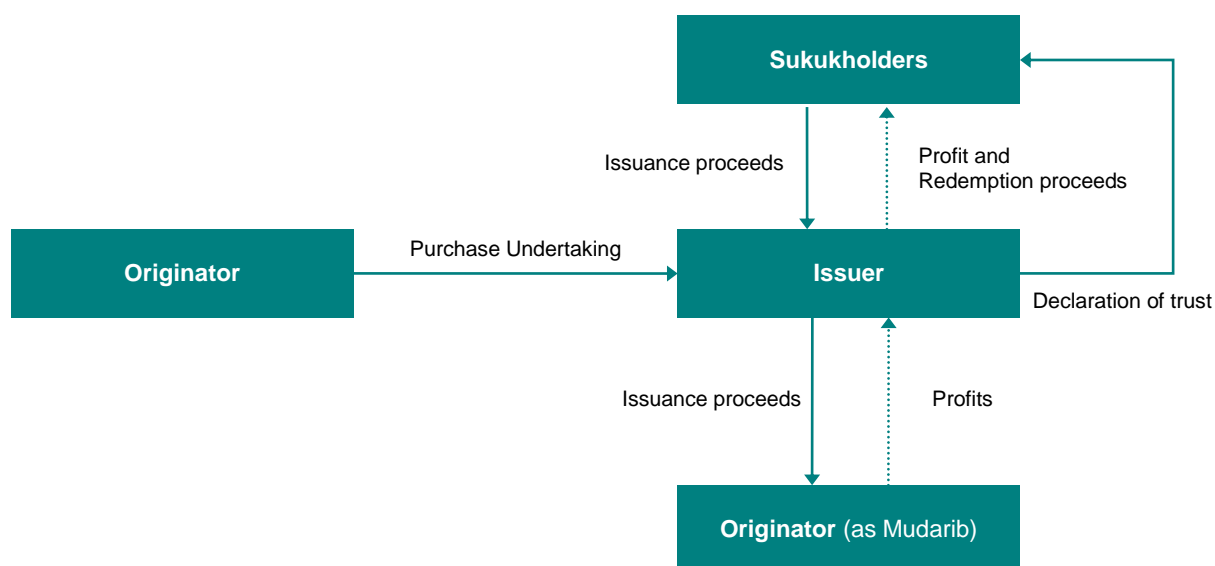 Sukukholders
Issuance proceeds
Profit and
Redemption proceeds
Purchase Undertaking
Originator
Issuer
Declaration of trust
Issuance proceeds
Profits
Originator (as Mudarib)